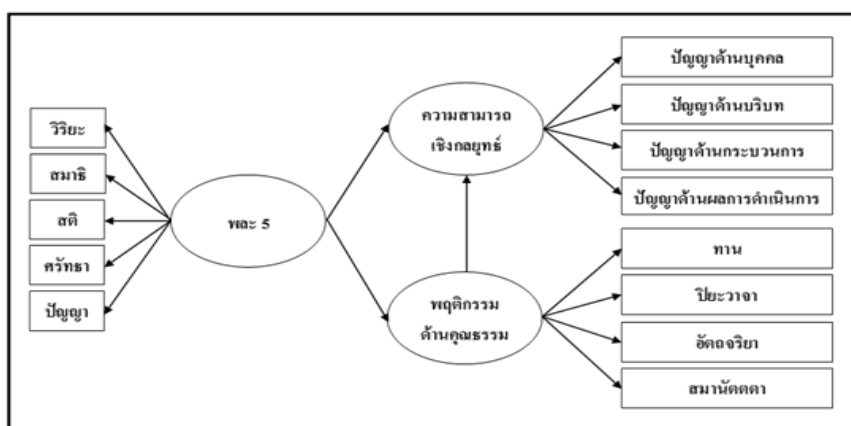 วิริยะ
สมาธิ
สติ
ศรัทธา
ปัญญา
พละ 5
ความสามารถ
เชิงกลยุทธ์
พฤติกรรม
ด้านคุณธรรม
ปัญญาด้านบุคคล
ปัญญาด้านบริบท
ปัญญาด้านกระบวนการ
ปัญญาด้านผลการดำเนินการ
ทาน
ปิยะวาจา
อัตถจริยา
สมานัตตตา